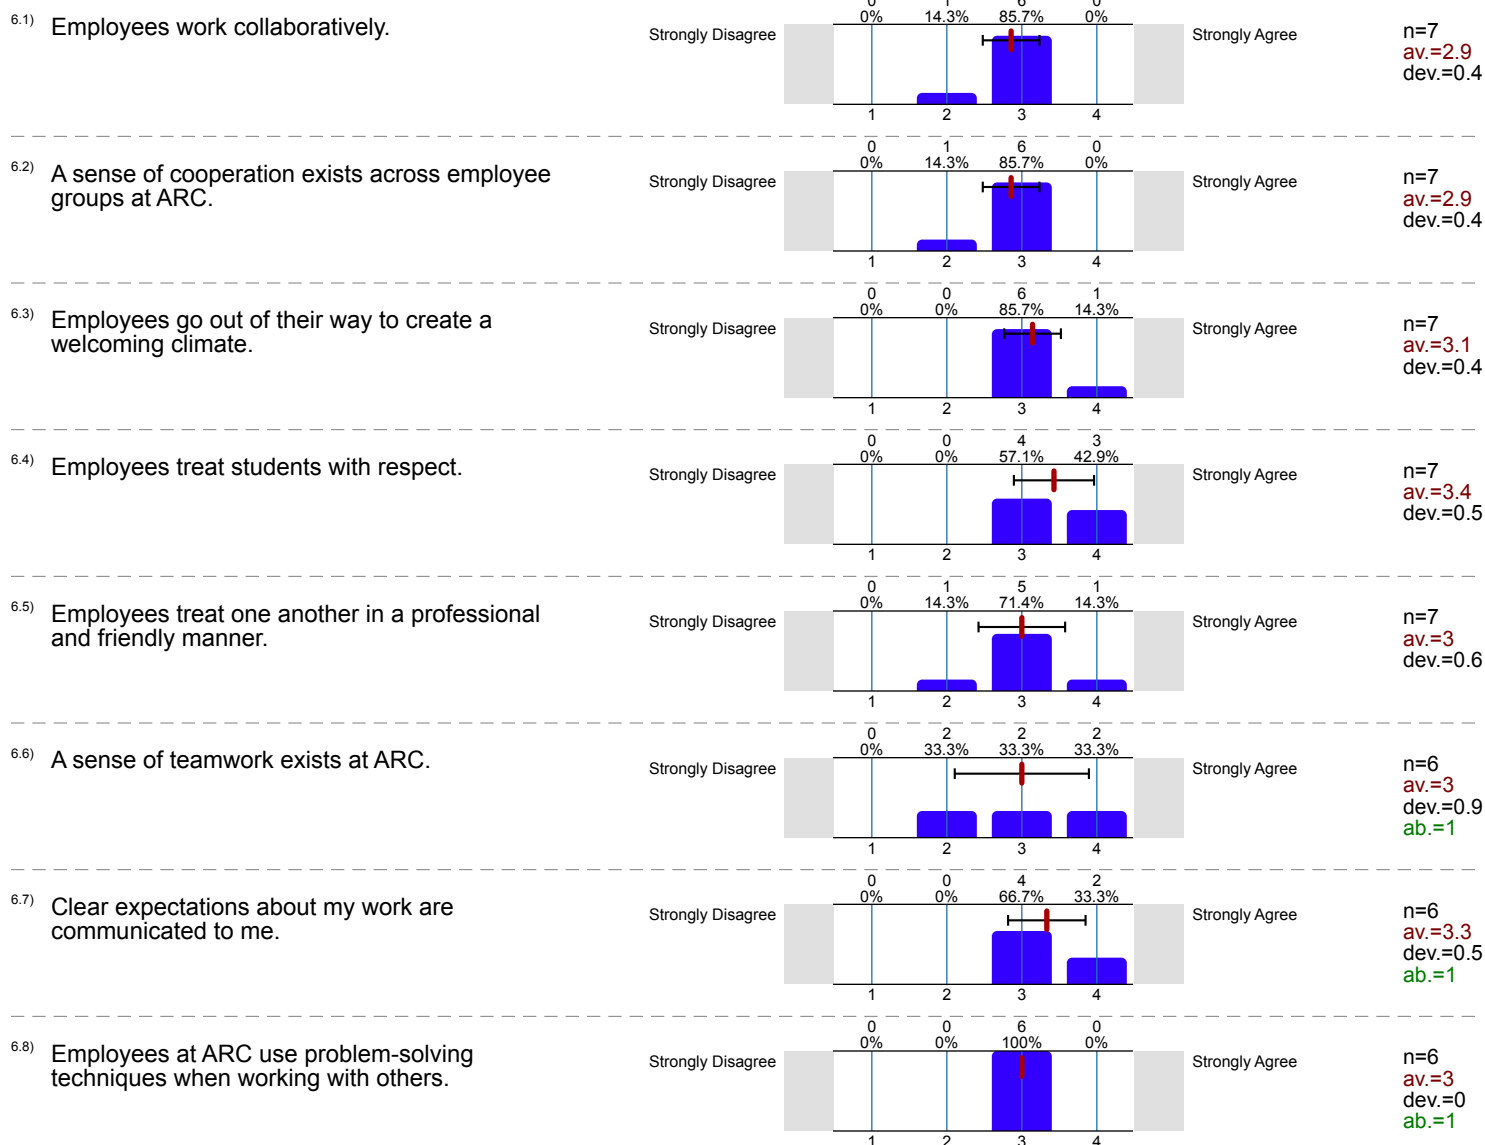 0 1 6 0
6.1) Employees work collaboratively.
0% 14.3% 85.7% 0%
Strongly Disagree
Strongly Agree
n=7
av.=2.9
dev.=0.4
1 2 3 4
0 1 6 0
6.2) A sense of cooperation exists across employee
groups at ARC.
0% 14.3% 85.7% 0%
Strongly Disagree
Strongly Agree
n=7
av.=2.9
dev.=0.4
1 2 3 4
0 0 6 1
6.3) Employees go out of their way to create a
welcoming climate.
0% 0% 85.7% 14.3%
Strongly Disagree
Strongly Agree
n=7
av.=3.1
dev.=0.4
1 2 3 4
0 0 4 3
6.4) Employees treat students with respect.
0% 0% 57.1% 42.9%
Strongly Disagree
Strongly Agree
n=7
av.=3.4
dev.=0.5
1 2 3 4
0 1 5 1
6.5) Employees treat one another in a professional
and friendly manner.
0% 14.3% 71.4% 14.3%
Strongly Disagree
Strongly Agree
n=7
av.=3
dev.=0.6
1 2 3 4
0 2 2 2
6.6) A sense of teamwork exists at ARC.
0% 33.3% 33.3% 33.3%
Strongly Disagree
Strongly Agree
n=6
av.=3
dev.=0.9
ab.=1
1 2 3 4
0 0 4 2
6.7) Clear expectations about my work are
communicated to me.
0% 0% 66.7% 33.3%
Strongly Disagree
Strongly Agree
n=6
av.=3.3
dev.=0.5
ab.=1
1 2 3 4
0 0 6 0
6.8) Employees at ARC use problem-solving
techniques when working with others.
0% 0% 100% 0%
Strongly Disagree
Strongly Agree
n=6
av.=3
dev.=0
ab.=1
1 2 3 4